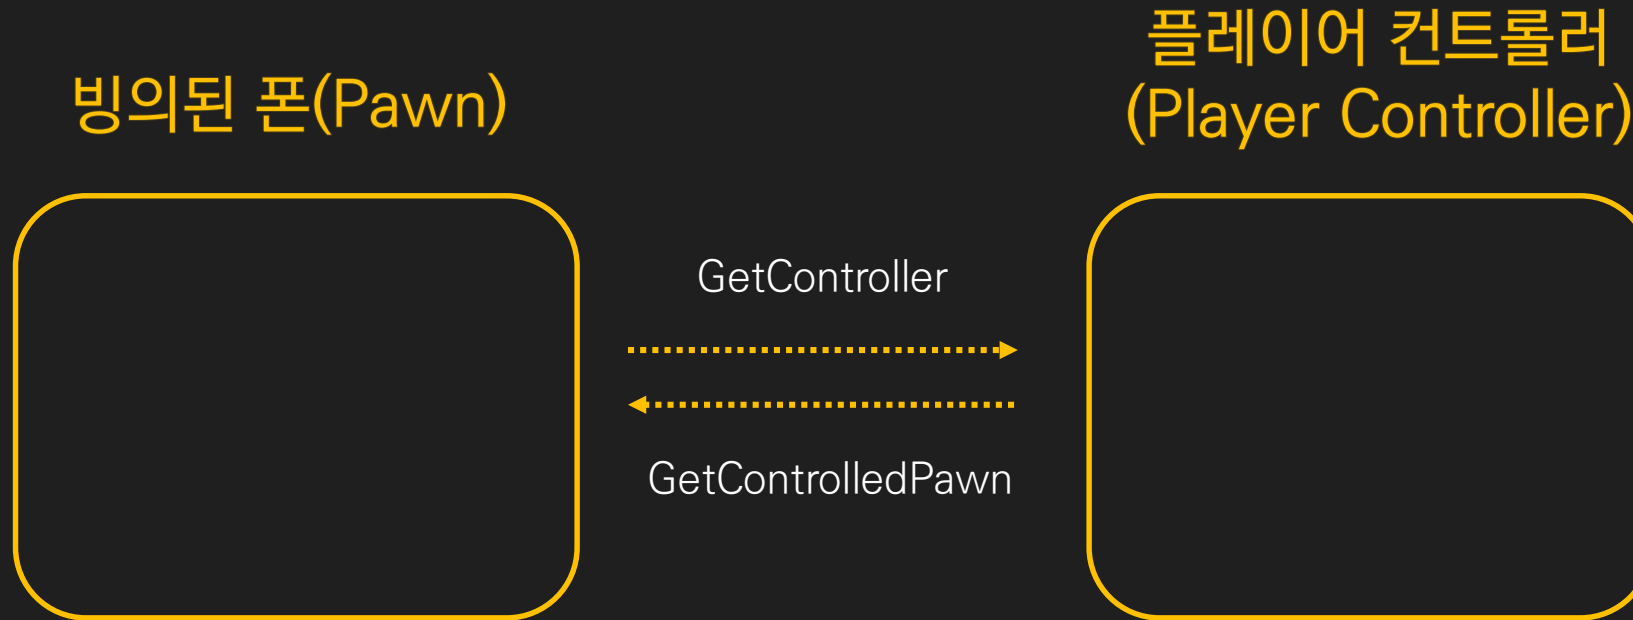 빙의된 폰(Pawn)
플레이어 컨트롤러
(Player Controller)
GetController
GetControlledPawn